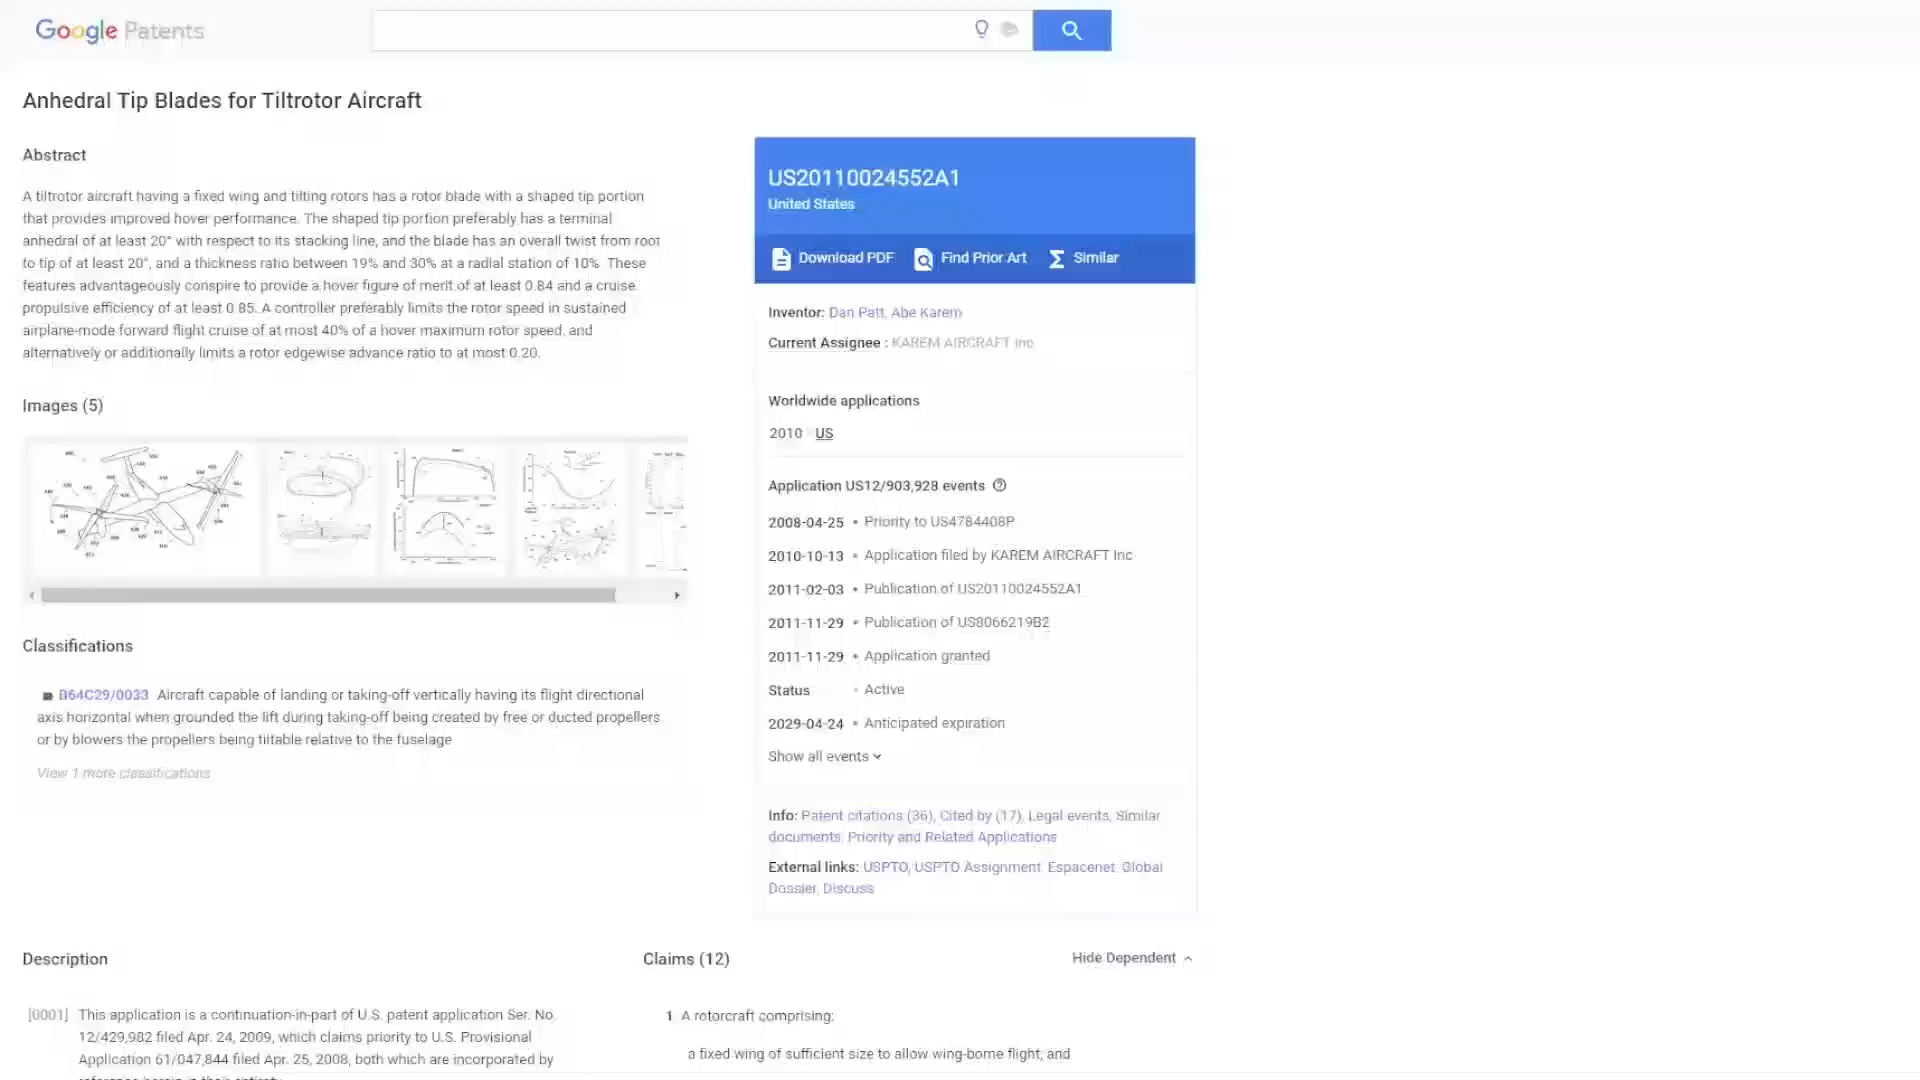 Google Patents
Anhedral Tip Blades for Tiltrotor Aircraft
Abstract
A tiltrotor aircraft having a fixed wing and tilting rotors has a rotor blade with a shaped tip portion
that provides improved hover performance. The shaped tip portion preferably has a terminal
anhedral of at least 20° with respect to its stacking line, and the blade has an overall twist from root
to tip of at least 20°, and a thickness ratio between 19% and 30% at a radial station of 10% These
features advantageously conspire to provide a hover figure of merit of at least 0.84 and a cruise
propulsive efficiency of at least 0 85. A controller preferably limits the rotor speed in sustained
airplane-mode forward flight cruise of at most 40% of a hover maximum rotor speed, and
alternatively or additionally limits a rotor edgewise advance ratio to at most 0.20.
Images (5)
Classifications
B64C29/0033 Aircraft capable of landing or taking-off vertically having its flight directional
axis horizontal when grounded the lift during taking-off being created by free or ducted propellers
or by blowers the propellers being tiltable relative to the fuselage
View 1 more classifications
US20110024552A1
United States
Download PDF Find Prior Art Similar
Inventor: Dan Patt, Abe Karem
Current Assignee : KAREM AIRCRAFT Inc
Worldwide applications
2010 US
Application US12/903,928 events
2008-04-25 • Priority to US4784408P
2010-10-13 • Application filed by KAREM AIRCRAFT Inc
2011-02-03 • Publication of US20110024552A1
2011-11-29 • Publication of US8066219B2
2011-11-29 • Application granted
Status • Active
2029-04-24 • Anticipated expiration
Show all events
Info: Patent citations (36), Cited by (17), Legal events, Similar
documents, Priority and Related Applications
External links: USPTO, USPTO Assignment, Espacenet, Global
Dossier, Discuss
Description
[0001] This application is a continuation-in-part of U.S. patent application Ser. No.
12/429,982 filed Apr. 24, 2009, which claims priority to U.S. Provisional
Application 61/047,844 filed Apr. 25, 2008, both which are incorporated by
reference herein in their entirety
Claims (12)
Hide Dependent
1 A rotorcraft comprising:
a fixed wing of sufficient size to allow wing-borne flight; and